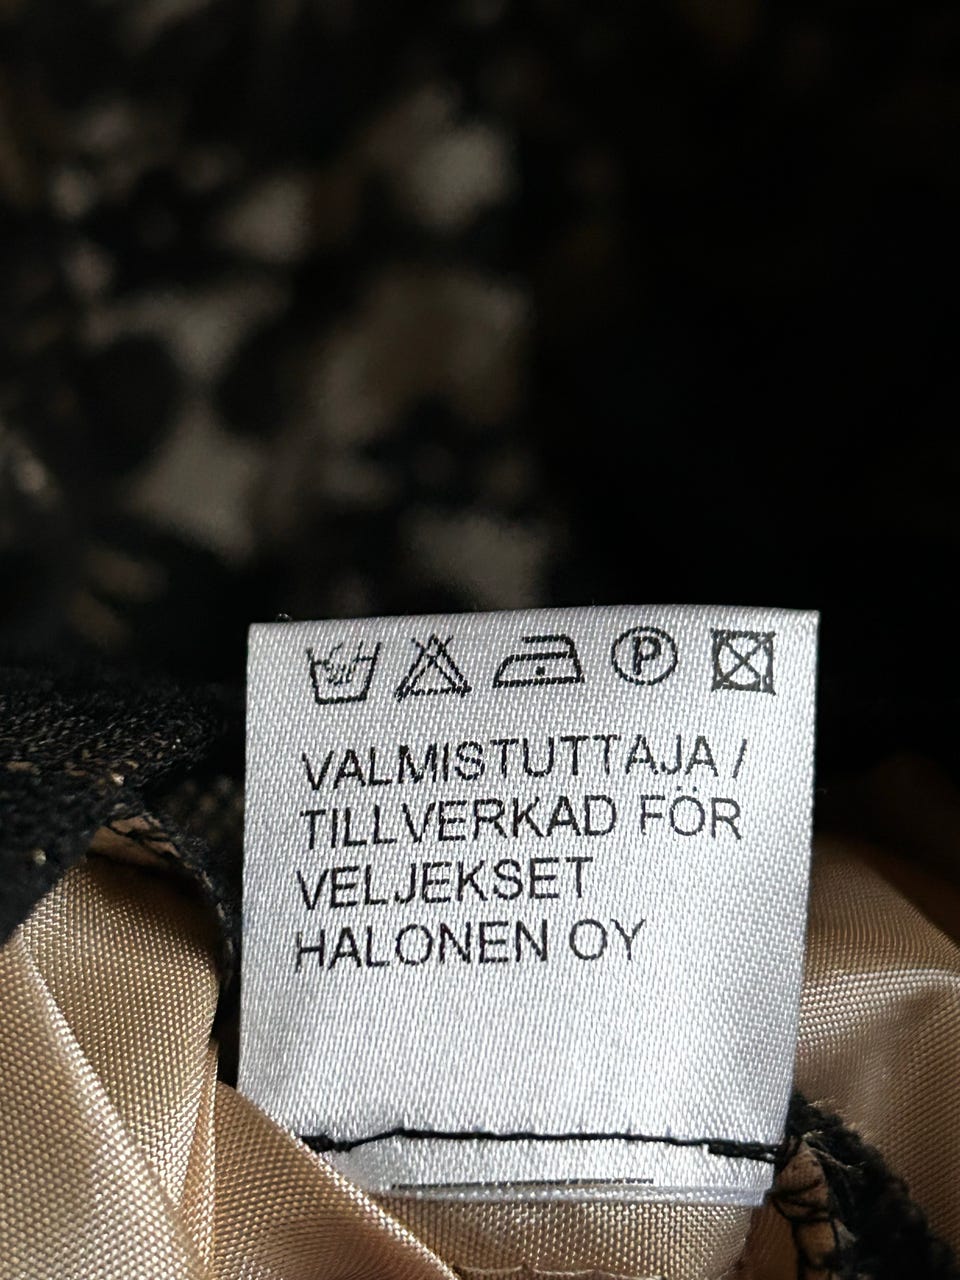 P
VALMISTUTTAJA /
TILLVERKAD FÖR
VELJEKSET
HALONEN OY